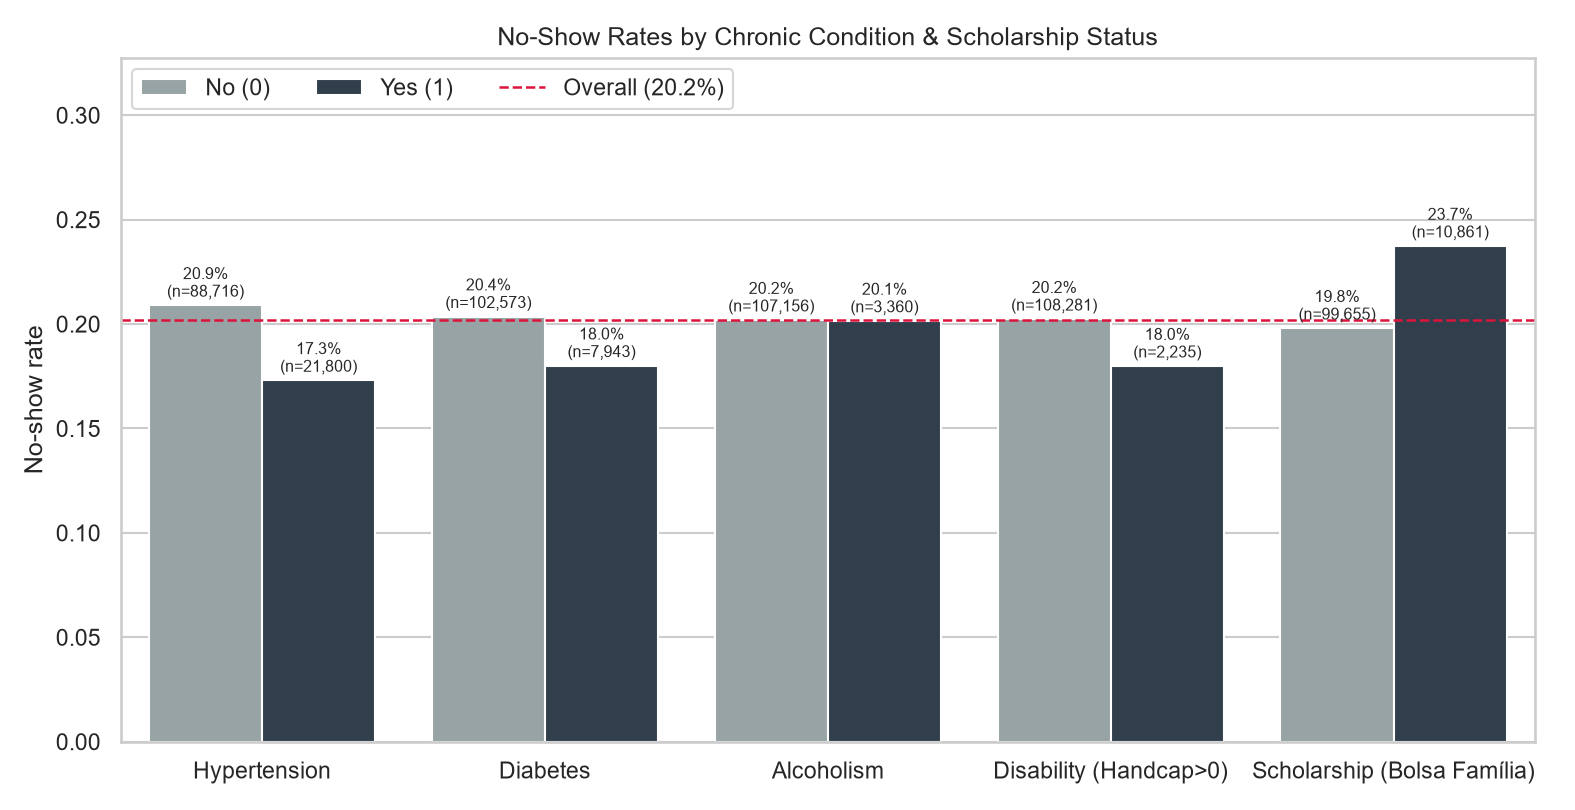 No-Show Rates by Chronic Condition & Scholarship Status
No (0)
Yes (1)
Overall (20.2%)
No-show rate
0.30
0.25
0.20
0.15
0.10
0.05
0.00
20.9%
(n=88,716)
17.3%
(n=21,800)
20.4%
(n=102,573)
18.0%
(n=7,943)
20.2%
(n=107,156)
20.1%
(n=3,360)
20.2%
(n=108,281)
18.0%
(n=2,235)
19.8%
(n=99,655)
23.7%
(n=10,861)
Hypertension
Diabetes
Alcoholism
Disability (Handcap>0)
Scholarship (Bolsa Família)